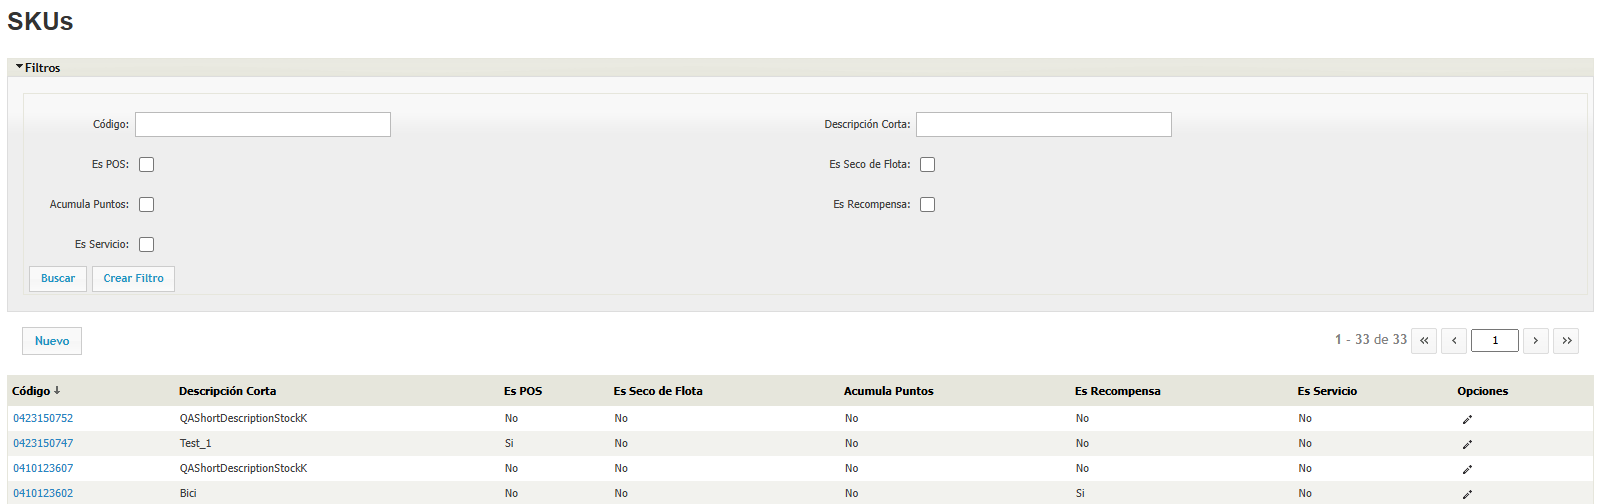 SKUs
Filtros
Código: Descripción Corta:
Es POS: Es Seco de Flota:
Acumula Puntos: Es Recompensa:
Es Servicio:
Buscar Crear Filtro
Nuevo 1 - 33 de 33 « ‹ 1 › »
Código ↓ Descripción Corta Es POS Es Seco de Flota Acumula Puntos Es Recompensa Es Servicio Opciones
0423150752 QAShortDescriptionStockK No No No No No
0423150747 Test_1 Si No No No No
0410123607 QAShortDescriptionStockK No No No No No
0410123602 Bici No No No Si No